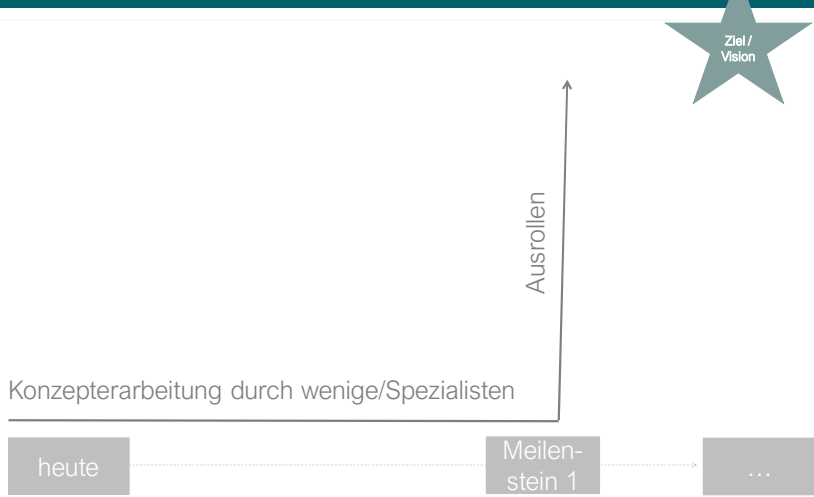 Ziel /
Vision
Ausrollen
Konzepterarbeitung durch wenige/Spezialisten
heute
Meilen-
stein 1
...